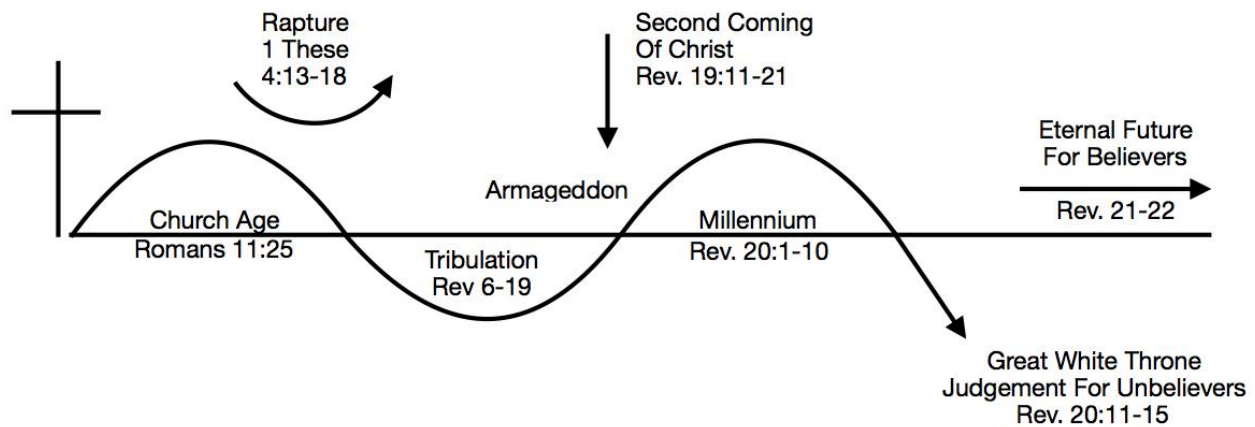 Rapture
1 These
4:13-18
Second Coming
Of Christ
Rev. 19:11-21
Eternal Future
For Believers
Rev. 21-22
Armageddon
Church Age
Romans 11:25
Tribulation
Rev 6-19
Millennium
Rev. 20:1-10
Great White Throne
Judgement For Unbelievers
Rev. 20:11-15